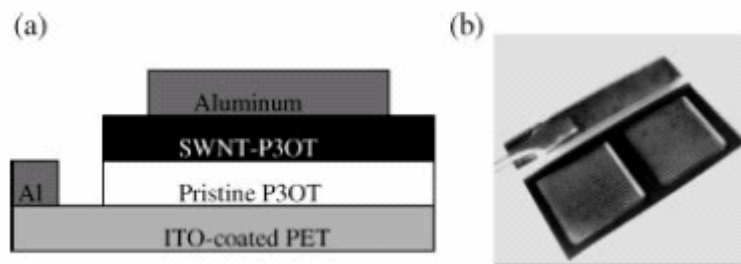 (a)
(b)
Aluminum
SWNT-P3OT
Al
Pristine P3OT
ITO-coated PET